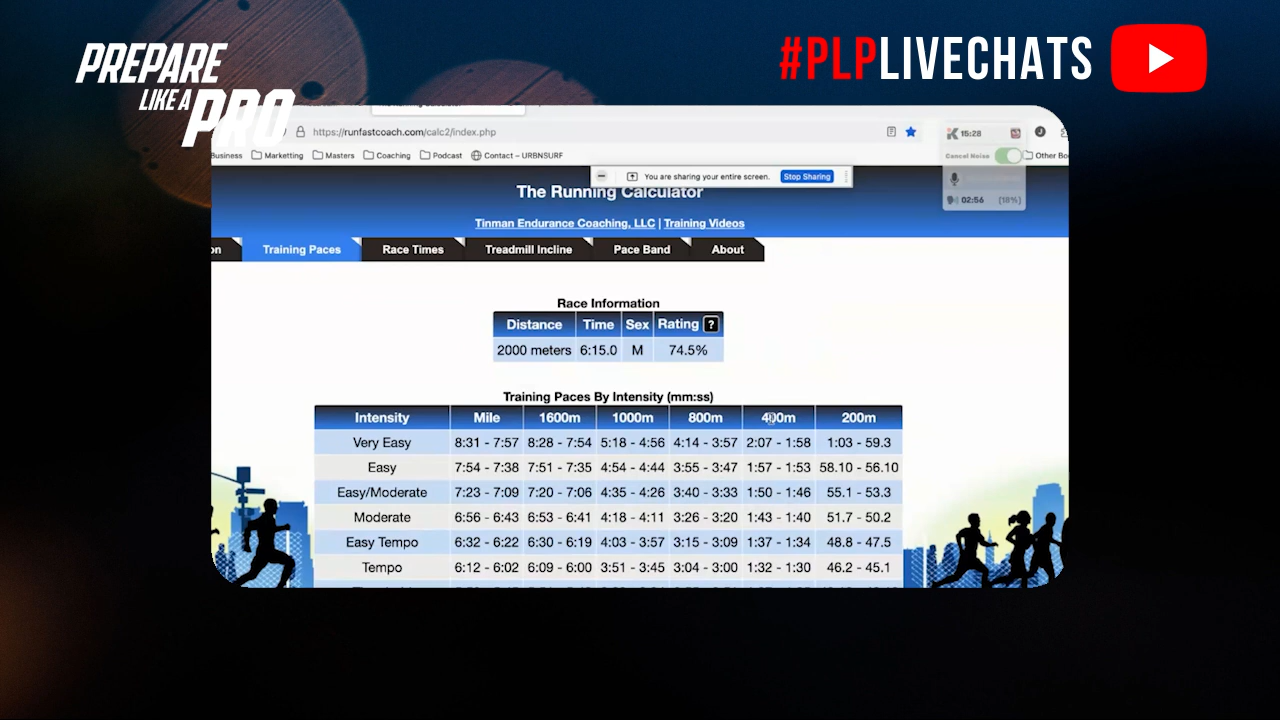 PREPARE
LIKE A
PRO
#PLPLIVECHATS
https://runfastcoach.com/calc2/index.php
15:28
Business Marketting Masters Coaching Podcast Contact – URBNSURF
Cancel Noise
Other Bo
You are sharing your entire screen. Stop Sharing
02:56 (18%)
The Running Calculator
Tinman Endurance Coaching, LLC | Training Videos
on Training Paces Race Times Treadmill Incline Pace Band About
Race Information
Distance Time Sex Rating ?
2000 meters 6:15.0 M 74.5%
Training Paces By Intensity (mm:ss)
Intensity Mile 1600m 1000m 800m 400m 200m
Very Easy 8:31 - 7:57 8:28 - 7:54 5:18 - 4:56 4:14 - 3:57 2:07 - 1:58 1:03 - 59.3
Easy 7:54 - 7:38 7:51 - 7:35 4:54 - 4:44 3:55 - 3:47 1:57 - 1:53 58.10 - 56.10
Easy/Moderate 7:23 - 7:09 7:20 - 7:06 4:35 - 4:26 3:40 - 3:33 1:50 - 1:46 55.1 - 53.3
Moderate 6:56 - 6:43 6:53 - 6:41 4:18 - 4:11 3:26 - 3:20 1:43 - 1:40 51.7 - 50.2
Easy Tempo 6:32 - 6:22 6:30 - 6:19 4:03 - 3:57 3:15 - 3:09 1:37 - 1:34 48.8 - 47.5
Tempo 6:12 - 6:02 6:09 - 6:00 3:51 - 3:45 3:04 - 3:00 1:32 - 1:30 46.2 - 45.1